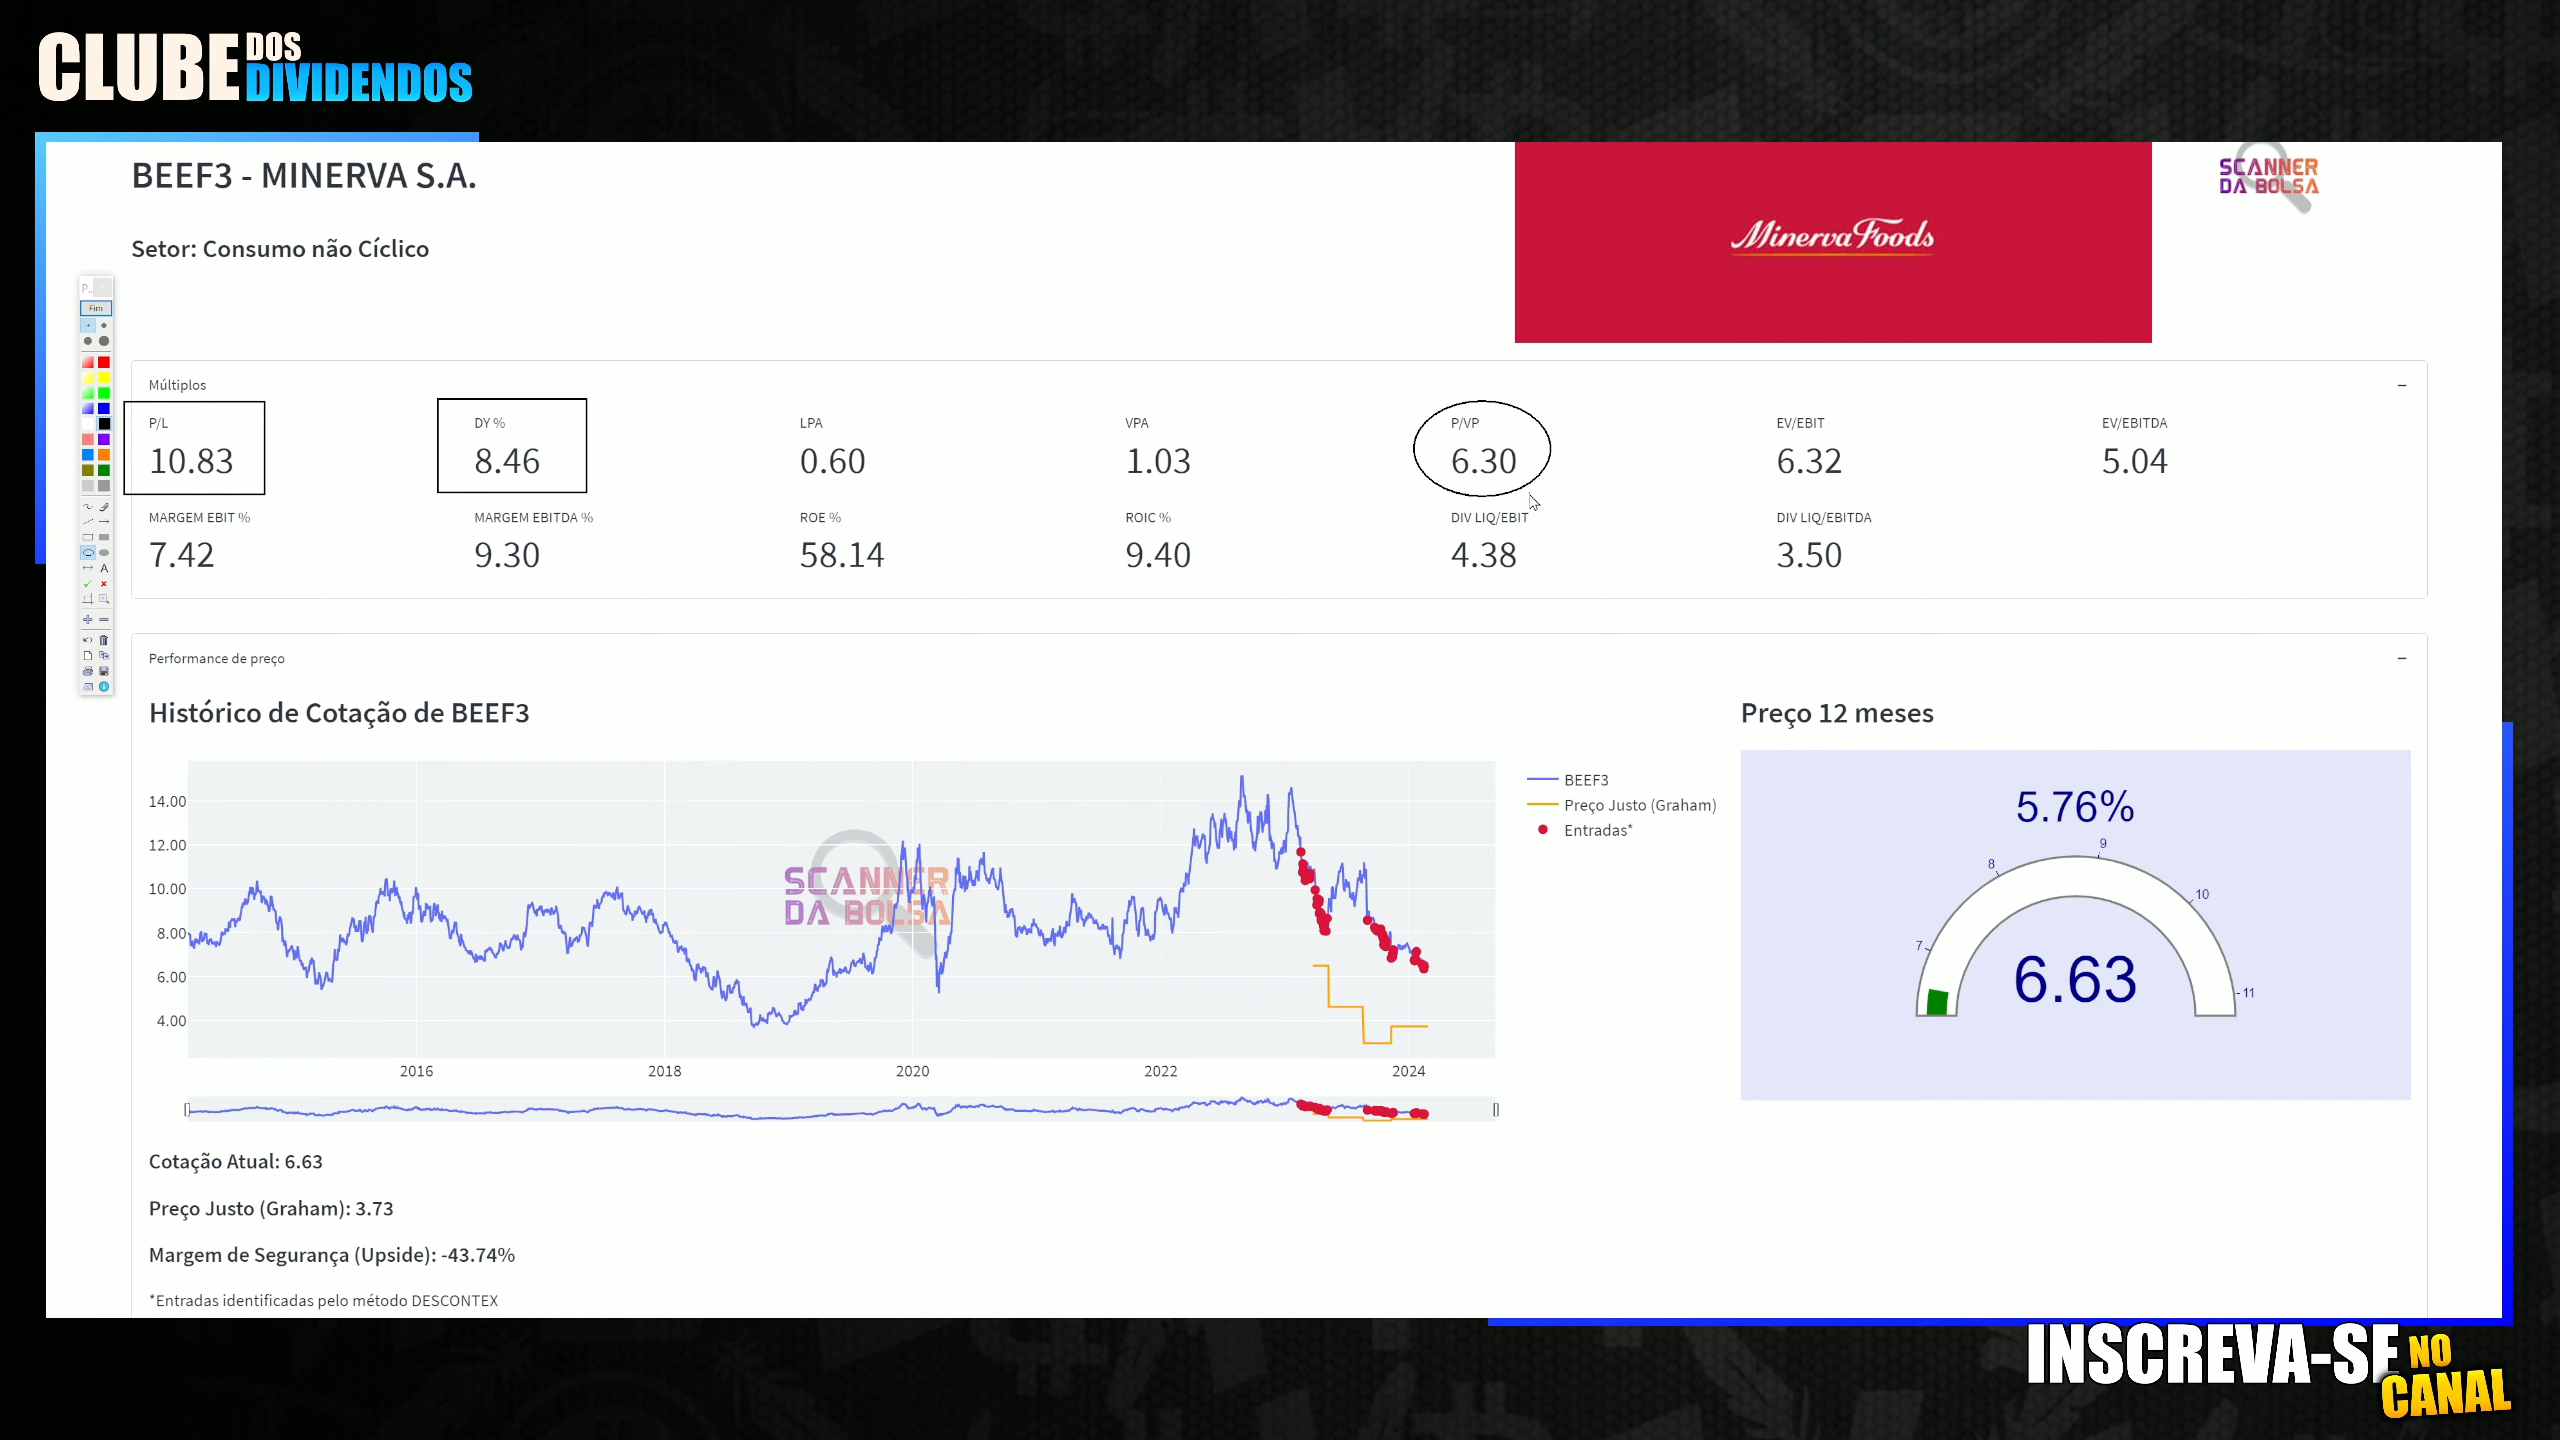 CLUBE DOS
DIVIDENDOS
BEEF3 - MINERVA S.A.
SCANNER
DA BOLSA
Minerva Foods
Setor: Consumo não Cíclico
P..
Fim
A
Múltiplos
P/L
10.83
DY %
8.46
LPA
0.60
VPA
1.03
P/VP
6.30
EV/EBIT
6.32
EV/EBITDA
5.04
MARGEM EBIT %
7.42
MARGEM EBITDA %
9.30
ROE %
58.14
ROIC %
9.40
DIV LIQ/EBIT
4.38
DIV LIQ/EBITDA
3.50
Performance de preço
Histórico de Cotação de BEEF3
14.00
12.00
10.00
8.00
6.00
4.00
SCANNER
DA BOLSA
2016
2018
2020
2022
2024
BEEF3
Preço Justo (Graham)
Entradas*
Preço 12 meses
5.76%
7
8
9
10
11
6.63
Cotação Atual: 6.63
Preço Justo (Graham): 3.73
Margem de Segurança (Upside): -43.74%
*Entradas identificadas pelo método DESCONTEX
INSCREVA-SE NO
CANAL